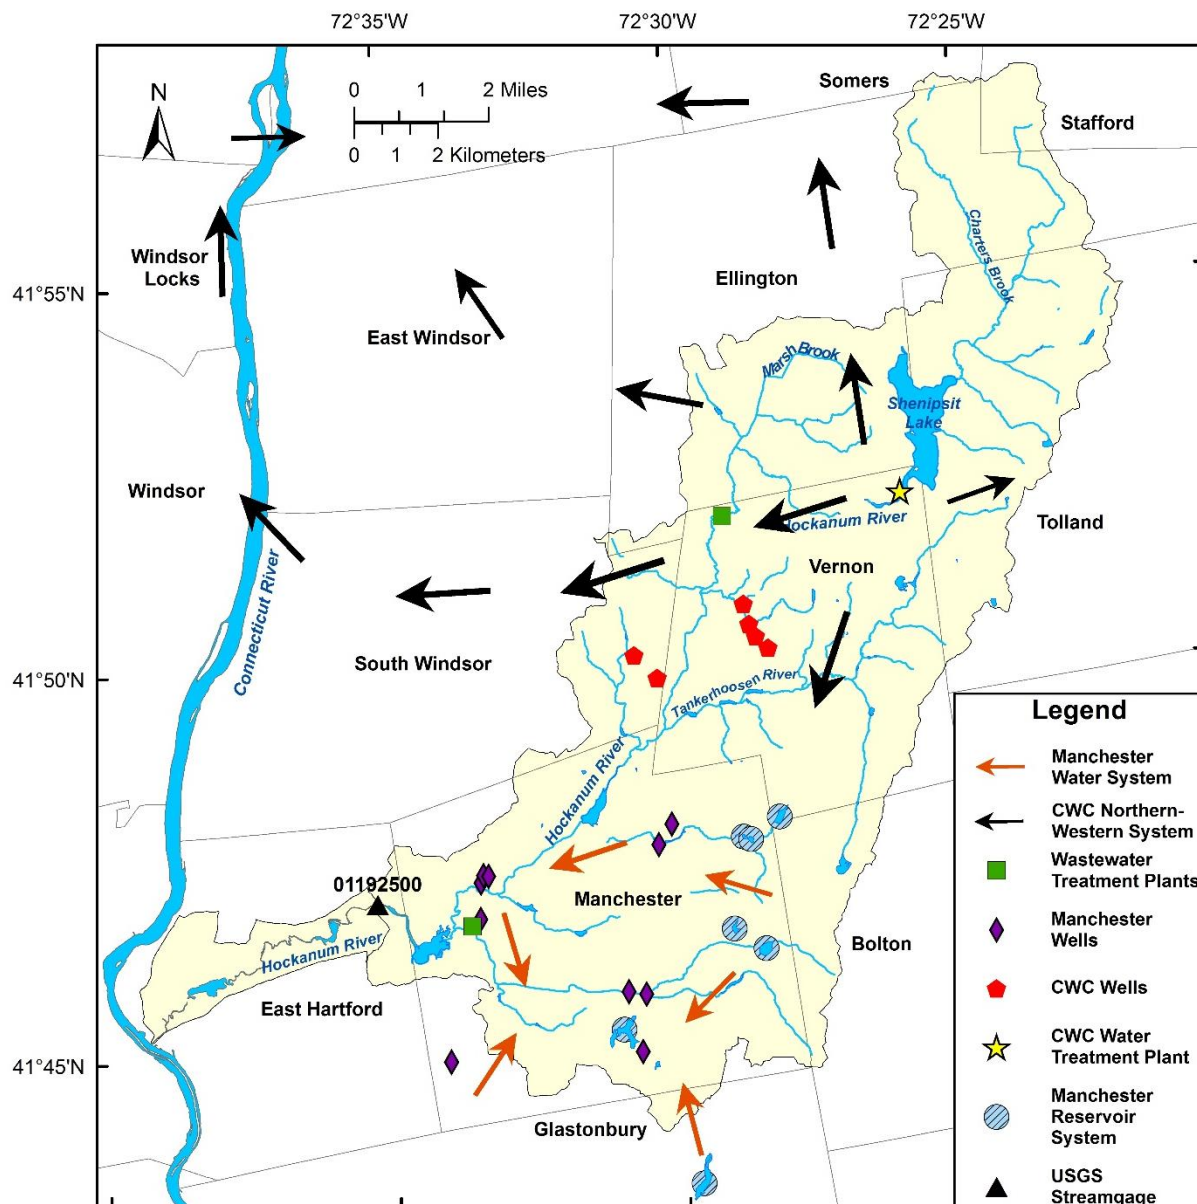 72°35'W
72°30'W
72°25'W
N
0 1 2 Miles
0 1 2 Kilometers
Somers
Stafford
Charters Brook
Windsor
Locks
Ellington
41°55'N
East Windsor
Marsh Brook
Shenipsit
Lake
Windsor
Hockanum River
Tolland
Vernon
Connecticut River
South Windsor
41°50'N
Tankerhoosen River
Hockanum River
Legend
Manchester
Water System
CWC Northern-
Western System
Wastewater
Treatment Plants
Manchester
Wells
CWC Wells
CWC Water
Treatment Plant
Manchester
Reservoir
System
USGS
Streamgage
01192500
Manchester
Bolton
Hockanum River
East Hartford
41°45'N
Glastonbury